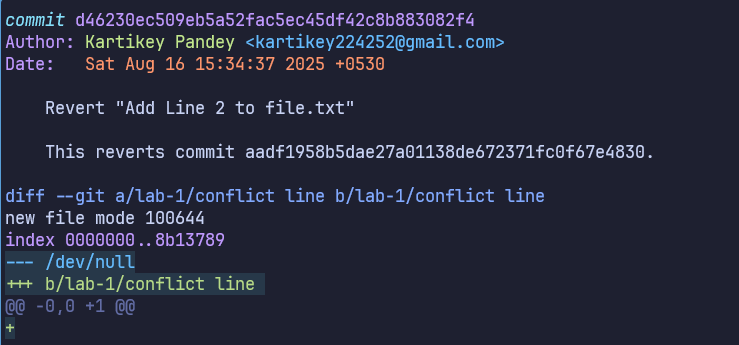 commit d46230ec509eb5a52fac5ec45df42c8b883082f4
Author: Kartikey Pandey <kartikey224252@gmail.com>
Date:   Sat Aug 16 15:34:37 2025 +0530
Revert "Add Line 2 to file.txt"
This reverts commit aadf1958b5dae27a01138de672371fc0f67e4830.
diff --git a/lab-1/conflict line b/lab-1/conflict line
new file mode 100644
index 0000000..8b13789
--- /dev/null
+++ b/lab-1/conflict line
@@ -0,0 +1 @@
+